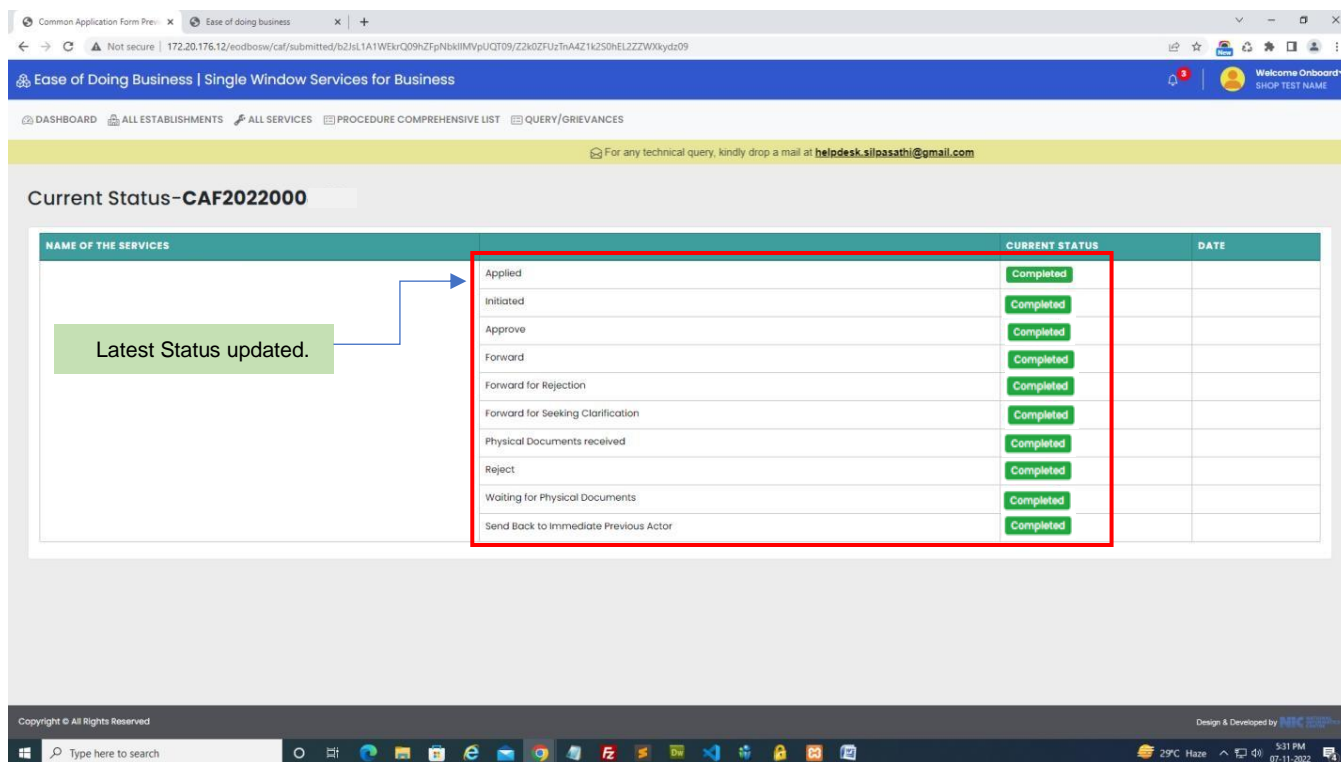 Common Application Form Prev
Ease of doing business
Not secure | 172.20.176.12/eodbosw/caf/submitted/
New
Ease of Doing Business | Single Window Services for Business
3
Welcome Onboard
SHOP TEST NAME
DASHBOARD ALL ESTABLISHMENTS ALL SERVICES PROCEDURE COMPREHENSIVE LIST QUERY/GRIEVANCES
For any technical query, kindly drop a mail at helpdesk.silpasathi@gmail.com
Current Status-CAF2022000
NAME OF THE SERVICES CURRENT STATUS DATE
Applied Completed
Initiated Completed
Approve Completed
Latest Status updated.
Forward Completed
Forward for Rejection Completed
Forward for Seeking Clarification Completed
Physical Documents received Completed
Reject Completed
Waiting for Physical Documents Completed
Send Back to Immediate Previous Actor Completed
Copyright © All Rights Reserved
Design & Developed by NIC
Type here to search
29°C Haze
5:31 PM
07-11-2022